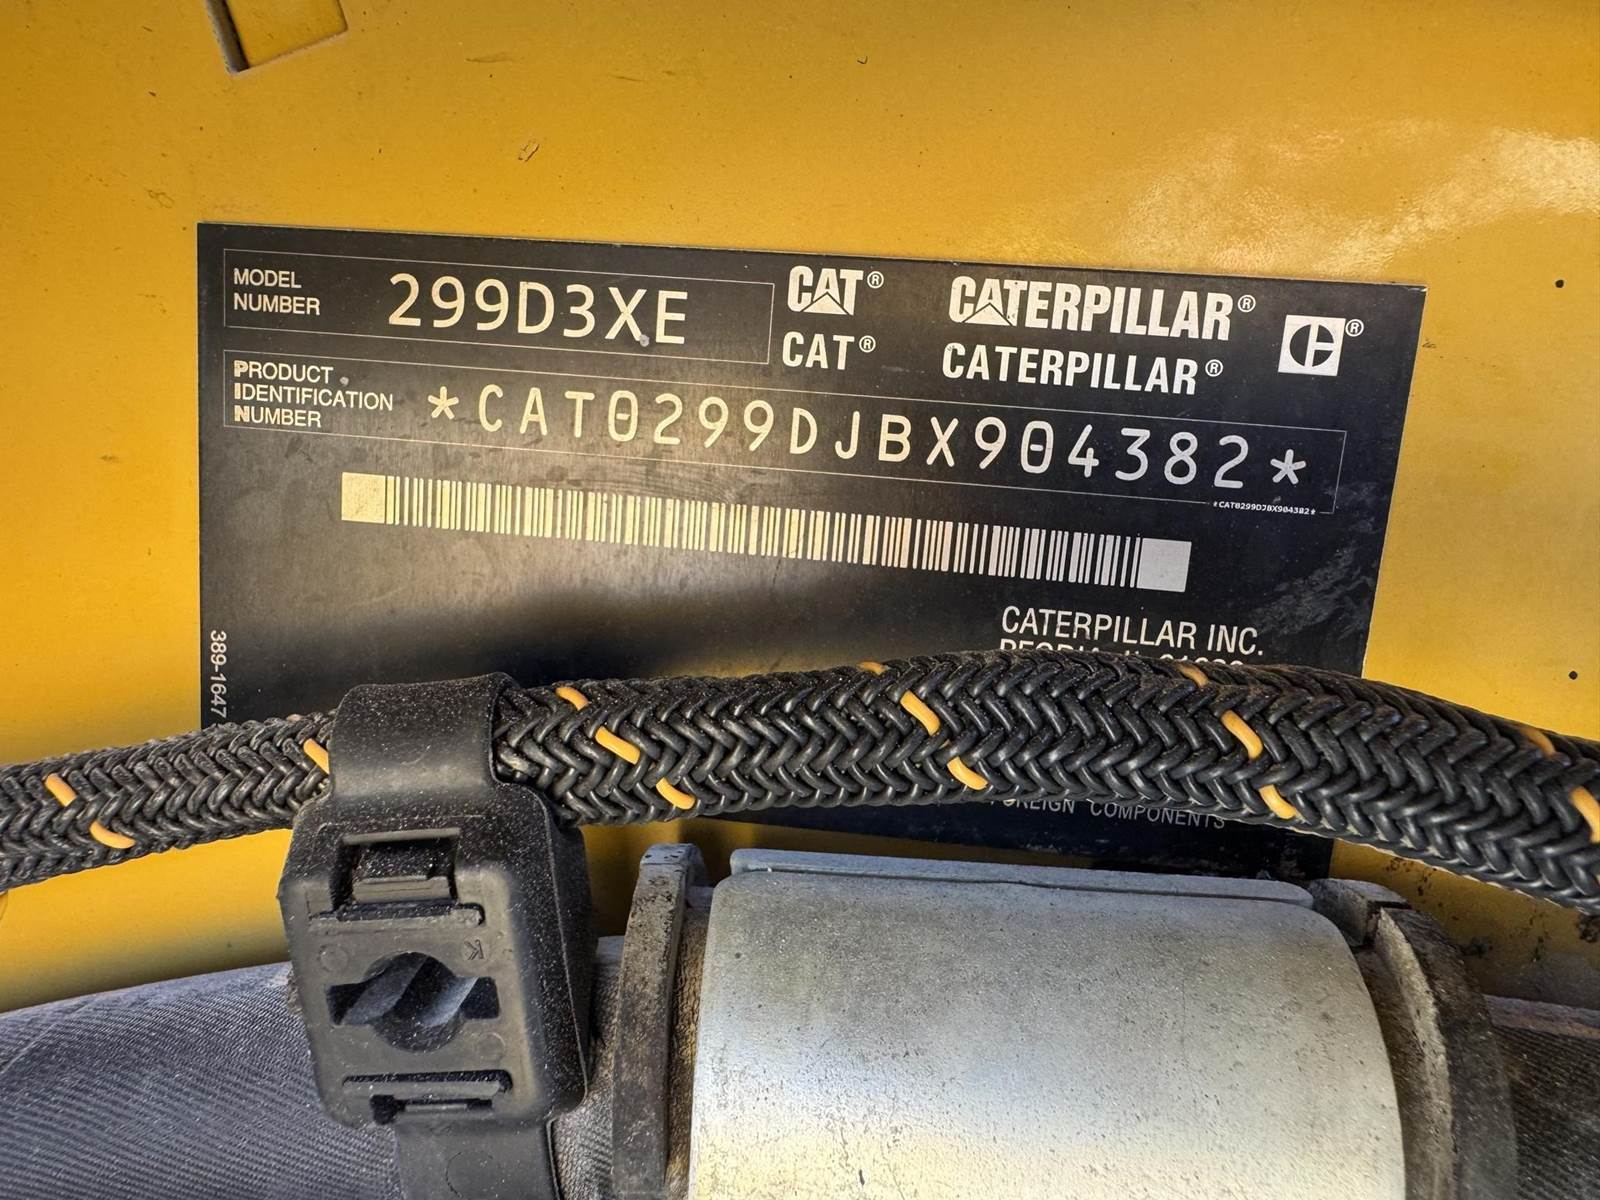 MODEL
NUMBER
299D3XE
CAT® CATERPILLAR®
CAT® CATERPILLAR®
PRODUCT
IDENTIFICATION
NUMBER
*CAT0299DJBX904382*
*CAT0299DJBX904382*
CATERPILLAR INC.
389-1647
FOREIGN COMPONENTS
K